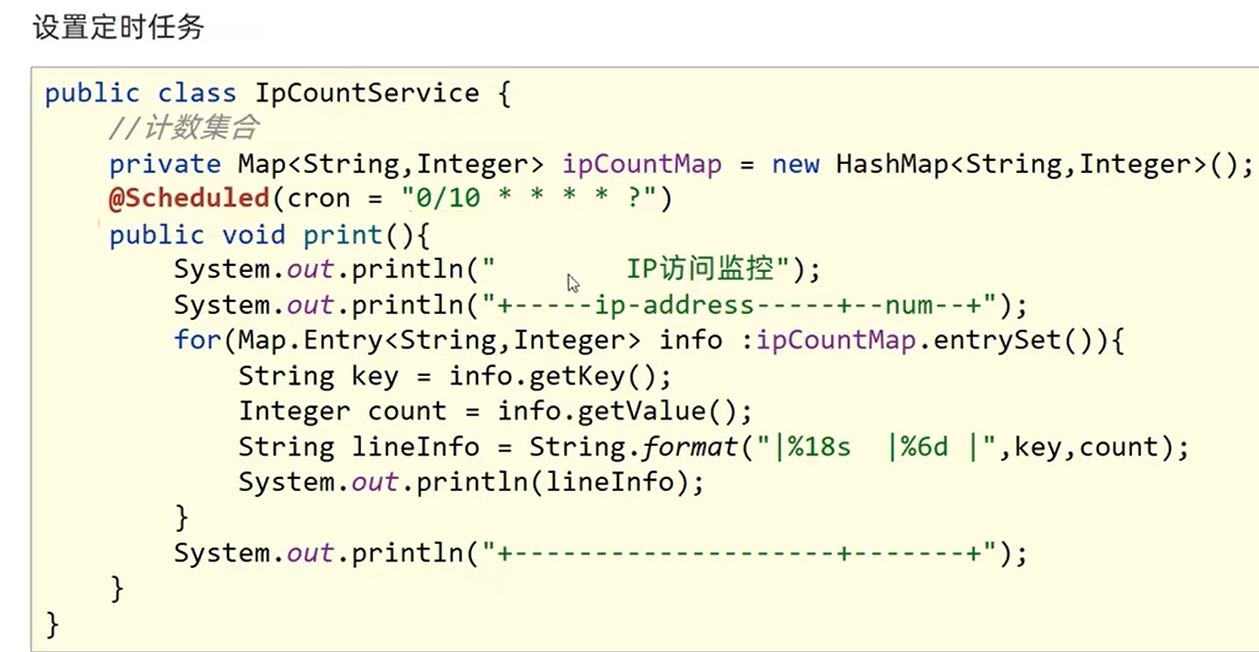 设置定时任务
public class IpCountService {
    //计数集合
    private Map<String,Integer> ipCountMap = new HashMap<String,Integer>();
    @Scheduled(cron = "0/10 * * * * ?")
    public void print(){
        System.out.println("        IP访问监控");
        System.out.println("+-----ip-address-----+--num--+");
        for(Map.Entry<String,Integer> info :ipCountMap.entrySet()){
            String key = info.getKey();
            Integer count = info.getValue();
            String lineInfo = String.format("|%18s  |%6d |",key,count);
            System.out.println(lineInfo);
        }
        System.out.println("+--------------------+-------+");
    }
}